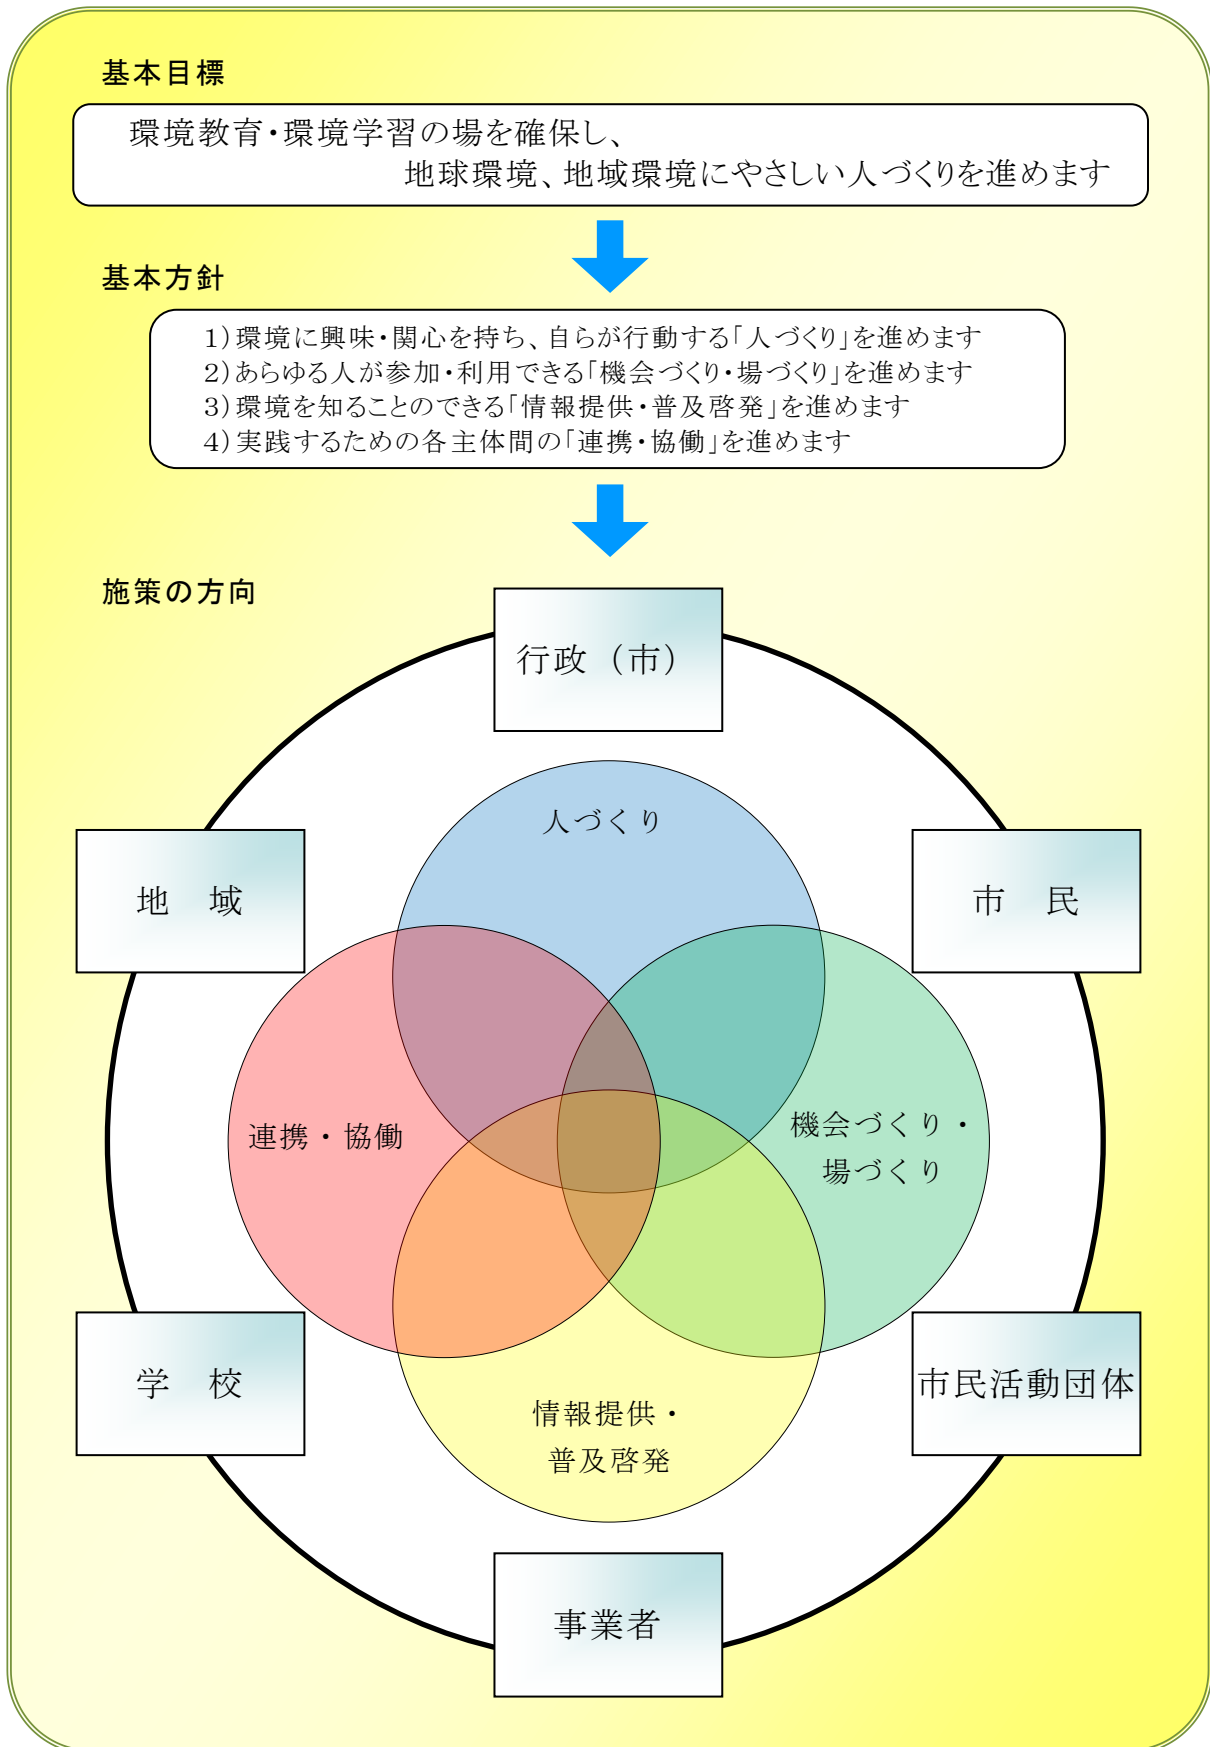 基本目標
環境教育・環境学習の場を確保し、
地球環境、地域環境にやさしい人づくりを進めます
基本方針
1)環境に興味・関心を持ち、自らが行動する「人づくり」を進めます
2)あらゆる人が参加・利用できる「機会づくり・場づくり」を進めます
3)環境を知ることのできる「情報提供・普及啓発」を進めます
4)実践するための各主体間の「連携・協働」を進めます
施策の方向
行政（市）
人づくり
地　域
市　民
連携・協働
機会づくり・
場づくり
学　校
市民活動団体
情報提供・
普及啓発
事業者